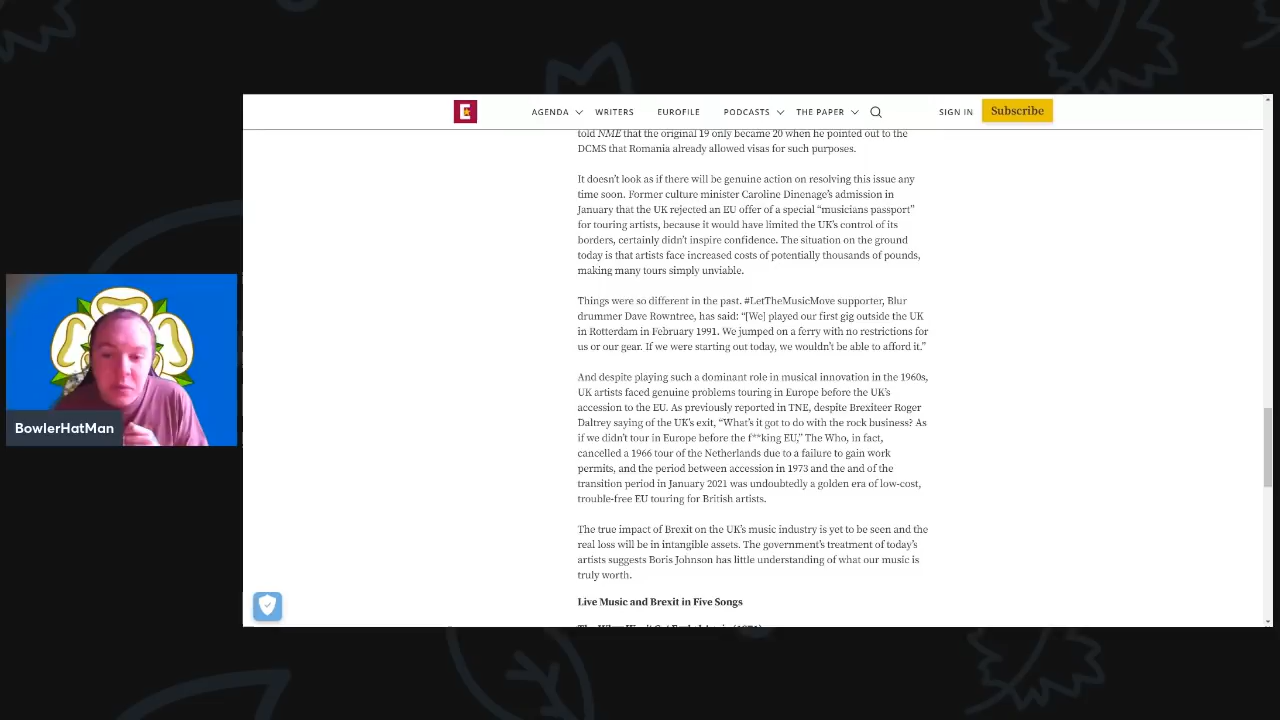 AGENDA WRITERS EUROFILE PODCASTS THE PAPER SIGN IN Subscribe
told NME that the original 19 only became 20 when he pointed out to the
DCMS that Romania already allowed visas for such purposes.
It doesn’t look as if there will be genuine action on resolving this issue any
time soon. Former culture minister Caroline Dinenage’s admission in
January that the UK rejected an EU offer of a special “musicians passport”
for touring artists, because it would have limited the UK’s control of its
borders, certainly didn’t inspire confidence. The situation on the ground
today is that artists face increased costs of potentially thousands of pounds,
making many tours simply unviable.
Things were so different in the past. #LetTheMusicMove supporter, Blur
drummer Dave Rowntree, has said: “[We] played our first gig outside the UK
in Rotterdam in February 1991. We jumped on a ferry with no restrictions for
us or our gear. If we were starting out today, we wouldn’t be able to afford it.”
And despite playing such a dominant role in musical innovation in the 1960s,
UK artists faced genuine problems touring in Europe before the UK’s
accession to the EU. As previously reported in TNE, despite Brexiteer Roger
Daltrey saying of the UK’s exit, “What’s it got to do with the rock business? As
if we didn’t tour in Europe before the f**king EU,” The Who, in fact,
cancelled a 1966 tour of the Netherlands due to a failure to gain work
permits, and the period between accession in 1973 and the and of the
transition period in January 2021 was undoubtedly a golden era of low-cost,
trouble-free EU touring for British artists.
The true impact of Brexit on the UK’s music industry is yet to be seen and the
real loss will be in intangible assets. The government’s treatment of today’s
artists suggests Boris Johnson has little understanding of what our music is
truly worth.
Live Music and Brexit in Five Songs
BowlerHatMan